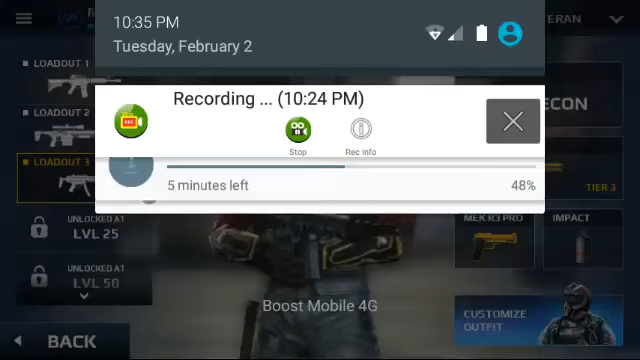 10:35 PM
Tuesday, February 2
ERAN
LOADOUT 1
Recording ... (10:24 PM)
Stop
Rec info
ECON
LOADOUT 2
LOADOUT 3
5 minutes left
48%
TIER 3
UNLOCKED AT
LVL 25
MEK R3 PRO
IMPACT
UNLOCKED AT
LVL 50
Boost Mobile 4G
CUSTOMIZE
OUTFIT
BACK